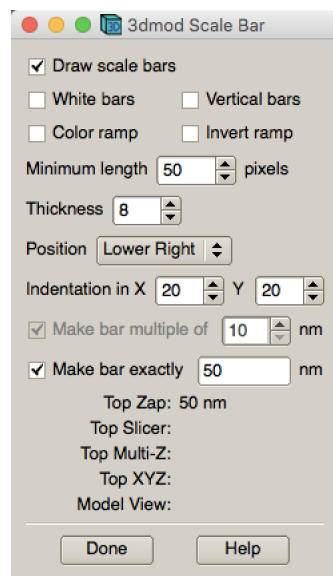 3dmod Scale Bar
Draw scale bars
White bars Vertical bars
Color ramp Invert ramp
Minimum length 50 pixels
Thickness 8
Position Lower Right
Indentation in X 20 Y 20
Make bar multiple of 10 nm
Make bar exactly 50 nm
Top Zap: 50 nm
Top Slicer:
Top Multi-Z:
Top XYZ:
Model View:
Done Help